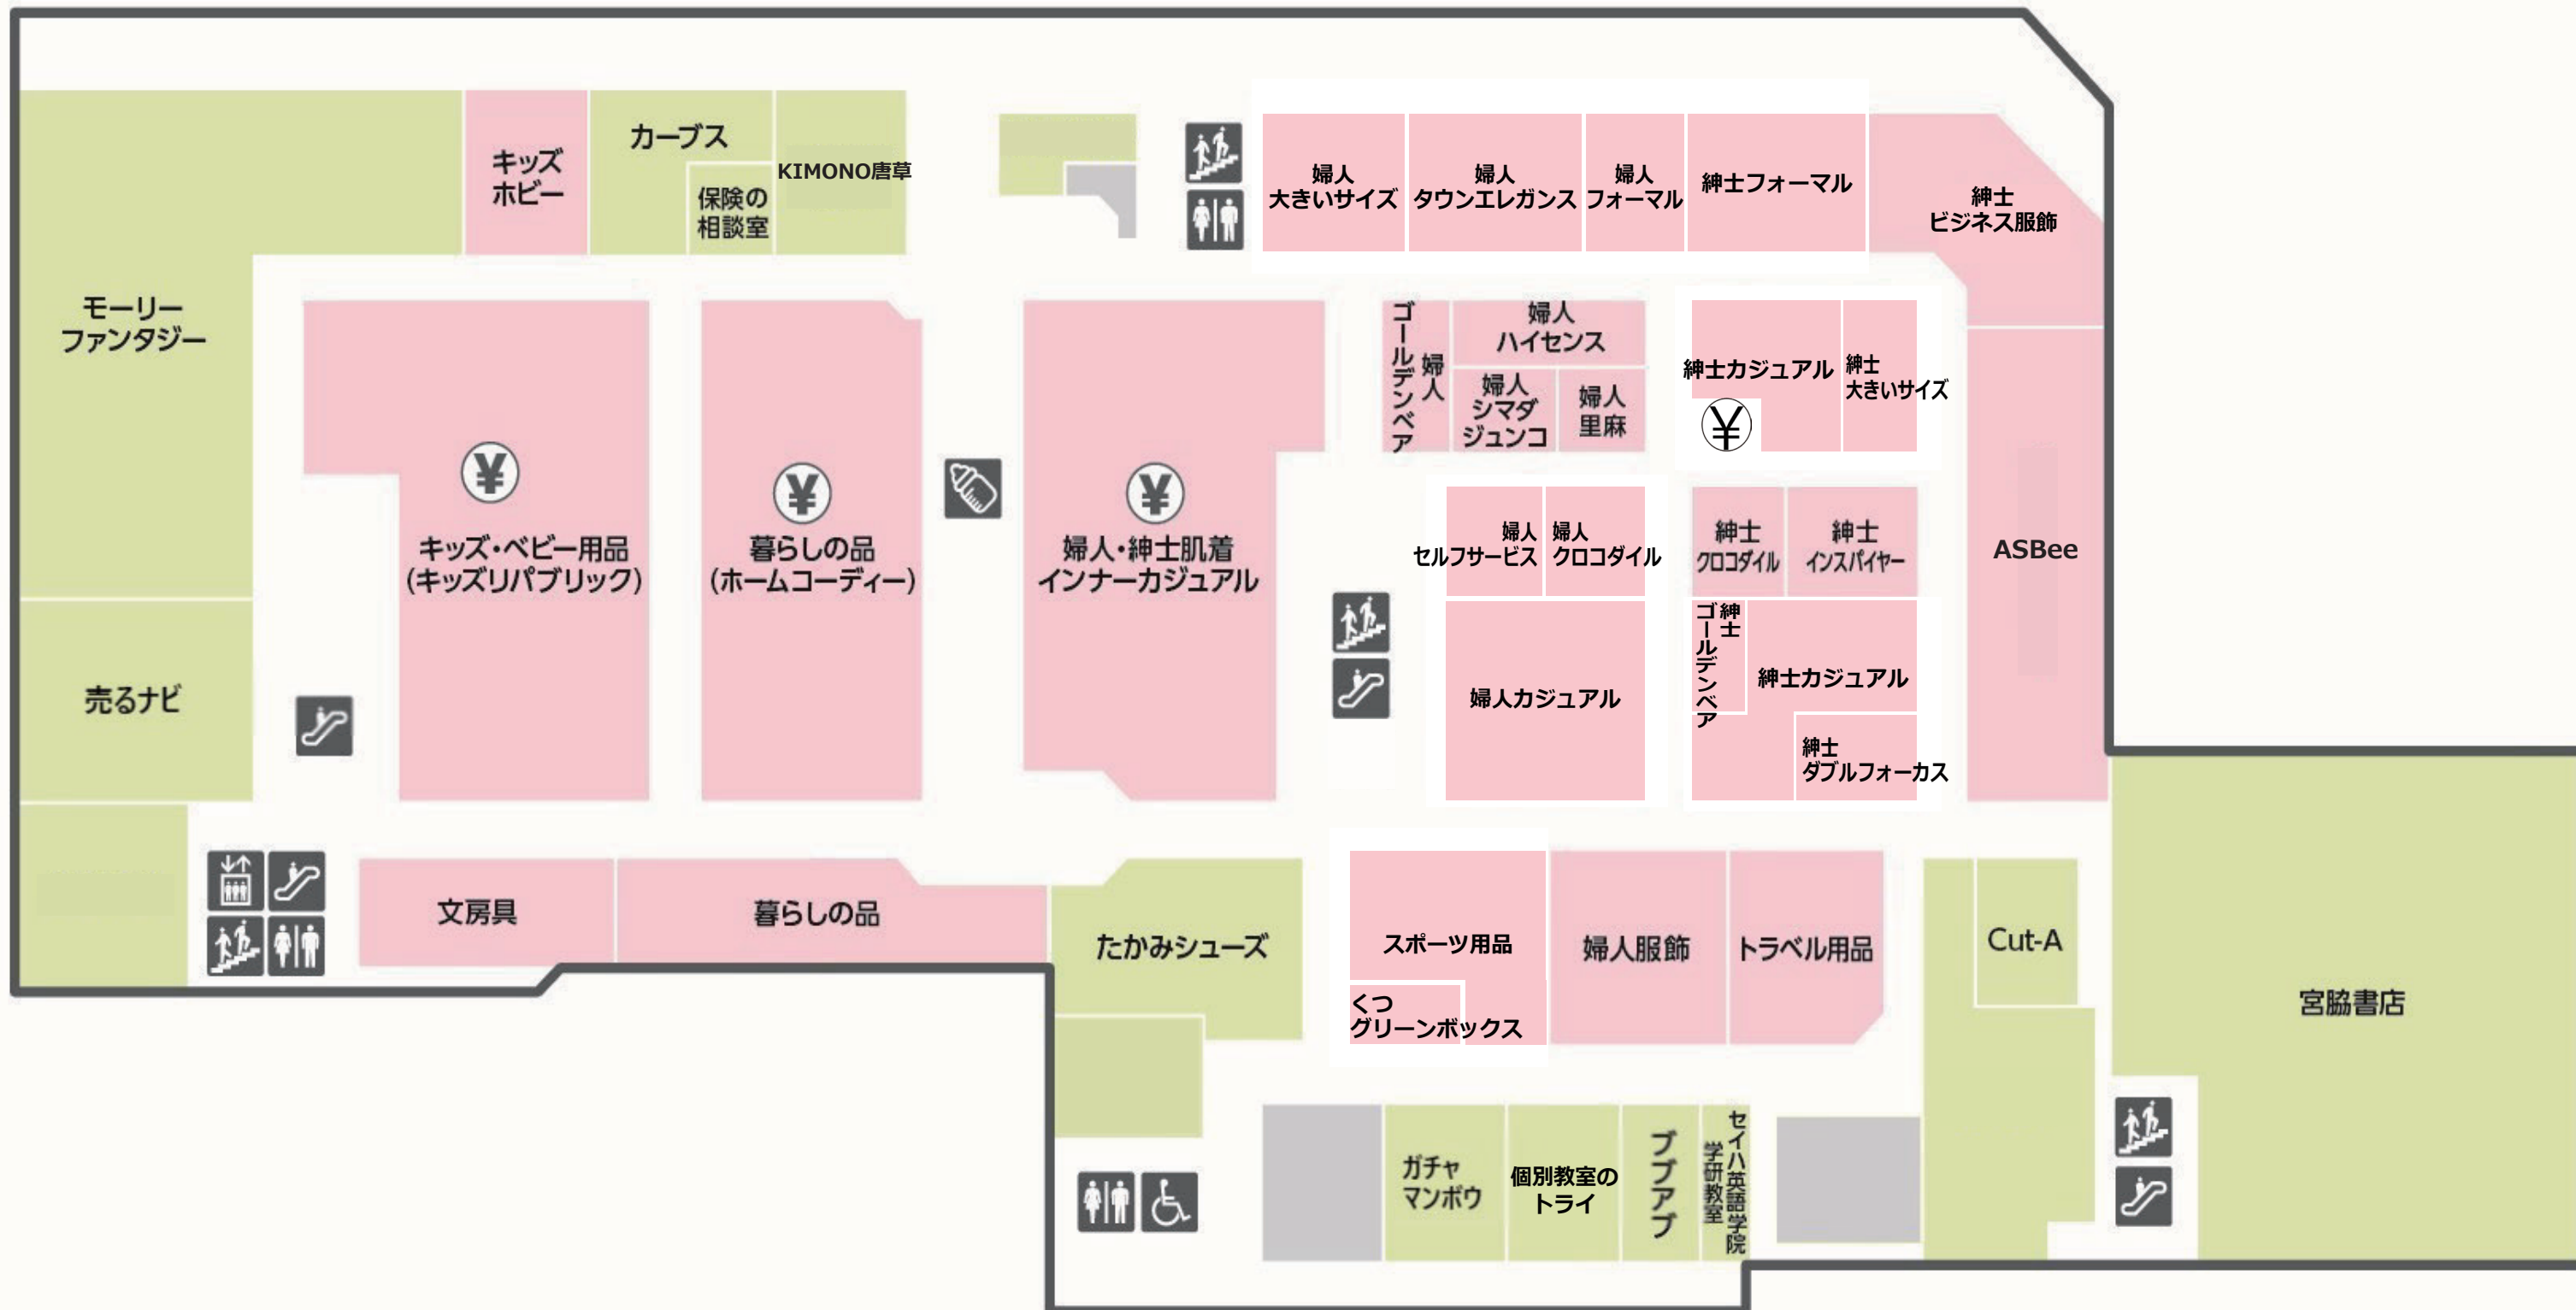 キッズ
ホビー
カーブス
保険の
相談室
KIMONO唐草
婦人
大きいサイズ
婦人
タウンエレガンス
婦人
フォーマル
紳士フォーマル
紳士
ビジネス服飾
モーリー
ファンタジー
婦人
ゴールデンベア
婦人
ハイセンス
婦人
シマダ
ジュンコ
婦人
里麻
紳士カジュアル
紳士
大きいサイズ
¥
¥
キッズ・ベビー用品
(キッズリパブリック)
¥
暮らしの品
(ホームコーディー)
¥
婦人・紳士肌着
インナーカジュアル
婦人
セルフサービス
婦人
クロコダイル
紳士
クロコダイル
紳士
インスパイヤー
ASBee
売るナビ
婦人カジュアル
紳士
ゴールデンベア
紳士カジュアル
紳士
ダブルフォーカス
文房具
暮らしの品
たかみシューズ
スポーツ用品
くつ
グリーンボックス
婦人服飾
トラベル用品
Cut-A
宮脇書店
ガチャ
マンボウ
個別教室の
トライ
ブブアブ
セイハ英語学院
学研教室